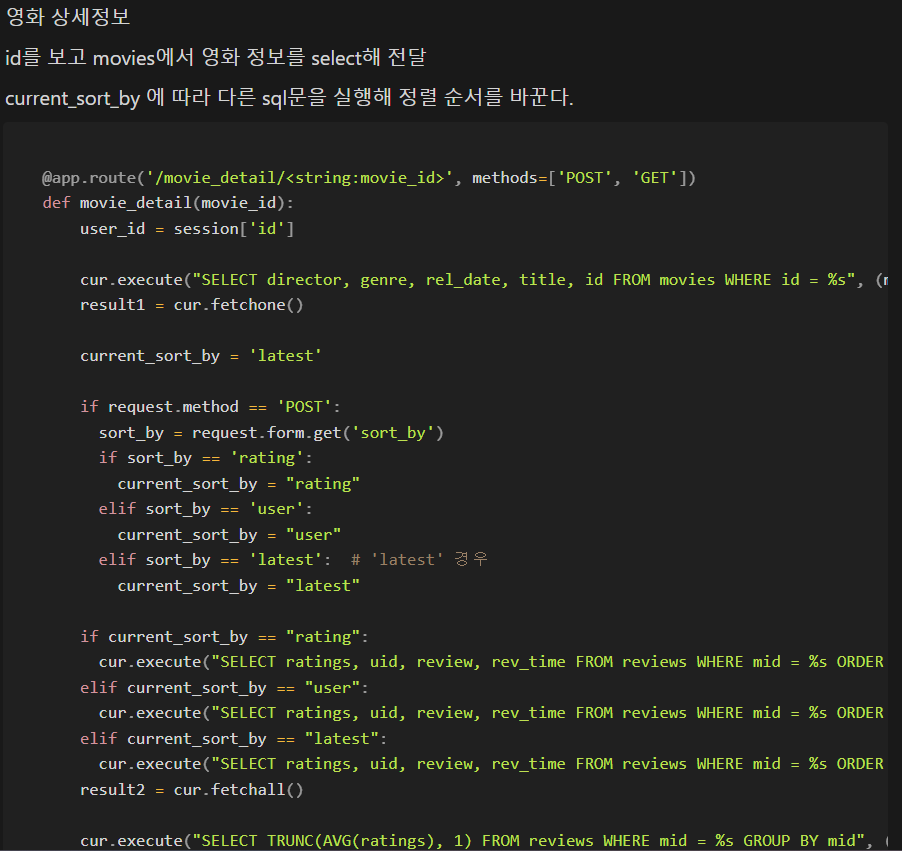 영화 상세정보
id를 보고 movies에서 영화 정보를 select해 전달
current_sort_by 에 따라 다른 sql문을 실행해 정렬 순서를 바꾼다.
@app.route('/movie_detail/<string:movie_id>', methods=['POST', 'GET'])
def movie_detail(movie_id):
    user_id = session['id']
    cur.execute("SELECT director, genre, rel_date, title, id FROM movies WHERE id = %s", (
    result1 = cur.fetchone()
    current_sort_by = 'latest'
    if request.method == 'POST':
      sort_by = request.form.get('sort_by')
      if sort_by == 'rating':
        current_sort_by = "rating"
      elif sort_by == 'user':
        current_sort_by = "user"
      elif sort_by == 'latest':  # 'latest' 경우
        current_sort_by = "latest"
    if current_sort_by == "rating":
      cur.execute("SELECT ratings, uid, review, rev_time FROM reviews WHERE mid = %s ORDER
    elif current_sort_by == "user":
      cur.execute("SELECT ratings, uid, review, rev_time FROM reviews WHERE mid = %s ORDER
    elif current_sort_by == "latest":
      cur.execute("SELECT ratings, uid, review, rev_time FROM reviews WHERE mid = %s ORDER
    result2 = cur.fetchall()
    cur.execute("SELECT TRUNC(AVG(ratings), 1) FROM reviews WHERE mid = %s GROUP BY mid", (